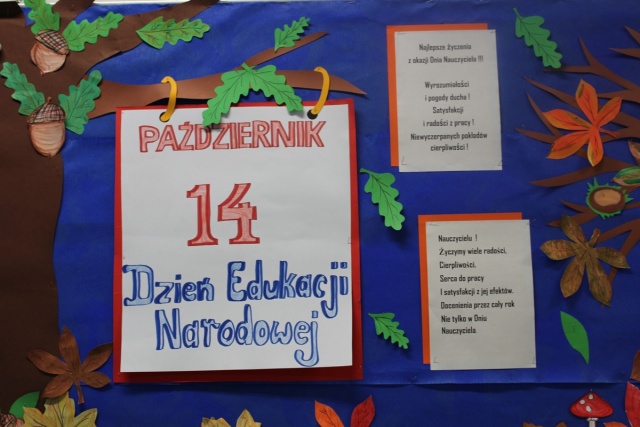 PAŹDZIERNIK
14
Dzień Edukacji
Narodowej
Najlepsze życzenia
z okazji Dnia Nauczyciela !!!
Wyrozumiałości
i pogody ducha !
Satysfakcji
i radości z pracy !
Niewyczerpanych pokładów
cierpliwości !
Nauczycielu !
Życzymy wiele radości,
Cierpliwości,
Serca do pracy
I satysfakcji z jej efektów.
Docenienia przez cały rok
Nie tylko w Dniu
Nauczyciela.